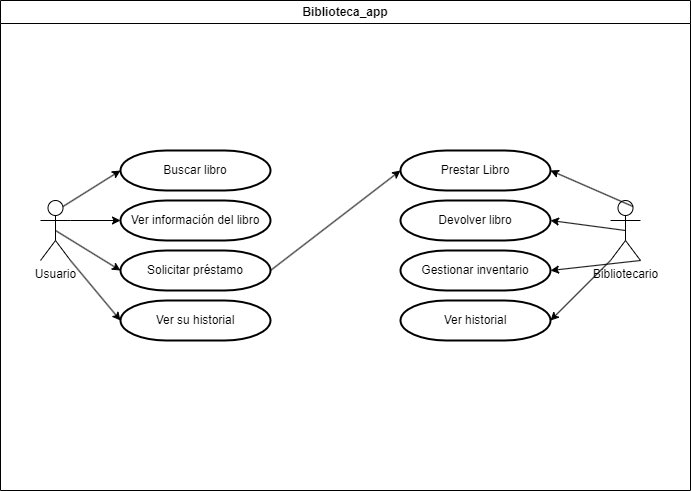 Biblioteca_app
Buscar libro
Ver información del libro
Solicitar préstamo
Ver su historial
Usuario
Prestar Libro
Devolver libro
Gestionar inventario
Ver historial
Bibliotecario